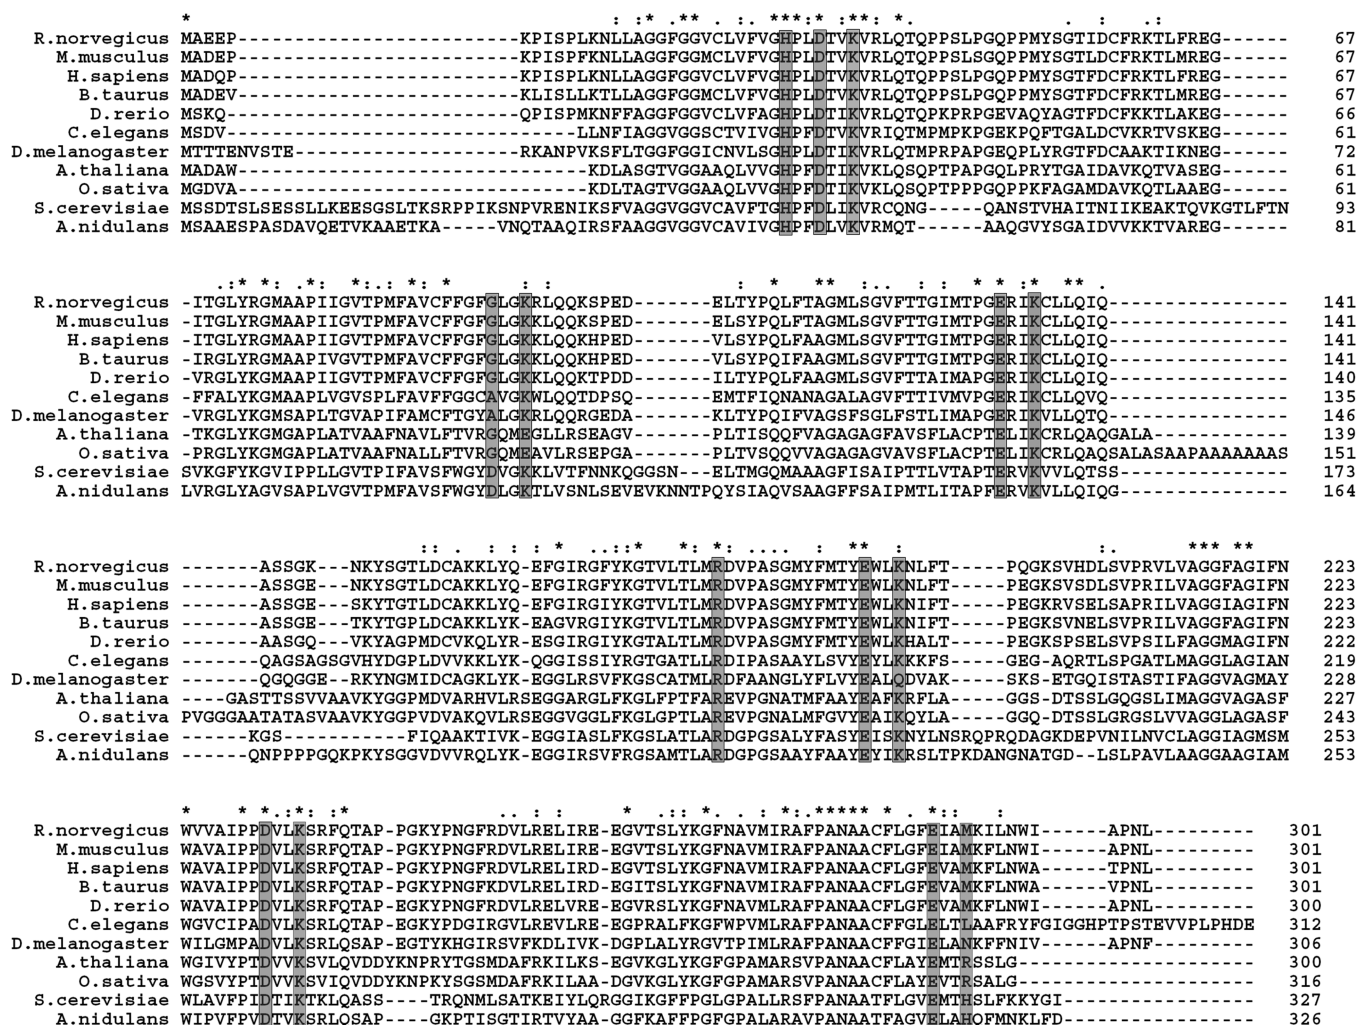 *                                      : :* .** : :. ***:*:**: *.              .  :   .:
R.norvegicus MAEEP-------------------------KPISPLKNLLAGGFGGVCLVFVGHPLDTVKVRLQTQPPSLPGQPPMYSGTIDCFRKTLFREG------ 67
M.musculus MADEP-------------------------KPISPFKNLLAGGFGGMCLVFVGHPLDTVKVRLQTQPPSLSGQPPMYSGTLDCFRKTLMREG------ 67
H.sapiens MADQP-------------------------KPISPLKNLLAGGFGGVCLVFVGHPLDTVKVRLQTQPPSLPGQPPMYSGTFDCFRKTLFREG------ 67
B.taurus MADEV-------------------------KLISLLKTLLAGGFGGMCLVFVGHPLDTVKVRLQTQPPSLPGQPPMYSGTFDCFRKTLMREG------ 67
D.rerio MSKQ--------------------------QPISPMKNFFAGGFGGVCLVFAGHPLDTIKVRLQTQPKPRPGEVAQYAGTFDCFKKTLAKEG------ 66
C.elegans MSDV-------------------------------LLNFIAGGVGGSCTVIVGHPFDTVKVRIQTMPMPKPGEKPQFTGALDCVKRTVSKEG------ 61
D.melanogaster MTTTENVSTE--------------------RKANPVKSFLTGGFGGICNVLSGHPLDTIKVRLQTMPRPAPGEQPLYRGTFDCAAKTIKNEG------ 72
A.thaliana MADAW-------------------------------KDLASGTVGGAAQLVVGHPFDTIKVKLQSQPTPAPGQLPRYTGAIDAVKQTVASEG------ 61
O.sativa MGDVA-------------------------------KDLTAGTVGGAAQLVVGHPFDTIKVKLQSQPTPPPGQPPKFAGAMDAVKQTLAAEG------ 61
S.cerevisiae MSSDTSLSESSLLKEESGSLTKSRPPIKSNPVRENIKSFVAGGVGGVCAVFTGHPFDLIKVRCQNG-----QANSTVHAITNIIKEAKTQVKGTLFTN 93
A.nidulans MSAAESPASDAVQETVKAAETKA-----VNQTAAQIRSFAAGGVGGVCAVIVGHPFDLVKVRMQT------AAQGVYSGAIDVVKKTVAREG------ 81
.:* *: .* : *:.: *: *           : :                 :  *   **     :     * * :* :** .
R.norvegicus -ITGLYRGMAAPIIGVTPMFAVCFFGFGLGKRLQQKSPED-------ELTYPQLFTAGMLSGVFTTGIMTPGERIKCLLQIQ---------------- 141
M.musculus -ITGLYRGMAAPIIGVTPMFAVCFFGFGLGKKLQQKSPED-------ELSYPQLFTAGMLSGVFTTGIMTPGERIKCLLQIQ---------------- 141
H.sapiens -ITGLYRGMAAPIIGVTPMFAVCFFGFGLGKKLQQKHPED-------VLSYPQLFAAGMLSGVFTTGIMTPGERIKCLLQIQ---------------- 141
B.taurus -IRGLYRGMAAPIVGVTPMFAVCFFGFGLGKKLQQKHPED-------VLSYPQIFAAGMLSGVFTTGIMTPGERIKCLLQIQ---------------- 141
D.rerio -VRGLYKGMAAPIIGVTPMFAVCFFGFGLGKKLQQKTPDD-------ILTYPQLFAAGMLSGVFTTAIMAPGERIKCLLQIQ---------------- 140
C.elegans -FFALYKGMAAPLVGVSPLFAVFFGGCAVGKWLQQTDPSQ-------EMTFIQNANAGALAGVFTTIVMVPGERIKCLLQVQ---------------- 135
D.melanogaster -VRGLYKGMSAPLTGVAPIFAMCFTGYALGKRLQQRGEDA-------KLTYPQIFVAGSFSGLFSTLIMAPGERIKVLLQTQ---------------- 146
A.thaliana -TKGLYKGMGAPLATVAAFNAVLFTVRGQMEGLLRSEAGV-------PLTISQQFVAGAGAGFAVSFLACPTELIKCRLQAQGALA------------ 139
O.sativa -PRGLYKGMGAPLATVAAFNALLFTVRGQMEAVLRSEPGA-------PLTVSQQVVAGAGAGVAVSFLACPTELIKCRLQAQSALASAAPAAAAAAAS 151
S.cerevisiae SVKGFYKGVIPPLLGVTPIFAVSFWGYDVGKKLVTFNNKQGGSN---ELTMGQMAAAGFISAIPTTLVTAPTERVKVVLQTSS--------------- 173
A.nidulans LVRGLYAGVSAPLVGVTPMFAVSFWGYDLGKTLVSNLSEVEVKNNTPQYSIAQVSAAGFFSAIPMTLITAPFERVKVLLQIQG--------------- 164
:: .  : : : *  ..::*   *: *:  .... :  ** :                  :.      *** **
R.norvegicus -------ASSGK---NKYSGTLDCAKKLYQ-EFGIRGFYKGTVLTLMRDVPASGMYFMTYEWLKNLFT-----PQGKSVHDLSVPRVLVAGGFAGIFN 223
M.musculus -------ASSGE---NKYSGTLDCAKKLYQ-EFGIRGFYKGTVLTLMRDVPASGMYFMTYEWLKNLFT-----PEGKSVSDLSVPRILVAGGFAGIFN 223
H.sapiens -------ASSGE---SKYTGTLDCAKKLYQ-EFGIRGIYKGTVLTLMRDVPASGMYFMTYEWLKNIFT-----PEGKRVSELSAPRILVAGGIAGIFN 223
B.taurus -------ASSGE---TKYTGPLDCAKKLYK-EAGVRGIYKGTVLTLMRDVPASGMYFMTYEWLKNIFT-----PEGKSVNELSVPRILVAGGFAGIFN 223
D.rerio -------AASGQ---VKYAGPMDCVKQLYR-ESGIRGIYKGTALTLMRDVPASGMYFMTYEWLKHALT-----PEGKSPSELSVPSILFAGGMAGIFN 222
C.elegans -------QAGSAGSGVHYDGPLDVVKKLYK-QGGISSIYRGTGATLLRDIPASAAYLSVYEYLKKKFS-----GEG-AQRTLSPGATLMAGGLAGIAN 219
D.melanogaster -------QGQGGE--RKYNGMIDCAGKLYK-EGGLRSVFKGSCATMLRDFAANGLYFLVYEALQDVAK-----SKS-ETGQISTASTIFAGGVAGMAY 228
A.thaliana ----GASTTSSVVAAVKYGGPMDVARHVLRSEGGARGLFKGLFPTFAREVPGNATMFAAYEAFKRFLA-----GGS-DTSSLGQGSLIMAGGVAGASF 227
O.sativa PVGGGAATATASVAAVKYGGPVDVAKQVLRSEGGVGGLFKGLGPTLAREVPGNALMFGVYEAIKQYLA-----GGQ-DTSSLGRGSLVVAGGLAGASF 243
S.cerevisiae ------KGS-----------FIQAAKTIVK-EGGIASLFKGSLATLARDGPGSALYFASYEISKNYLNSRQPRQDAGKDEPVNILNVCLAGGIAGMSM 253
A.nidulans ------QNPPPPGQKPKYSGGVDVVRQLYK-EGGIRSVFRGSAMTLARDGPGSAAYFAAYEYIKRSLTPKDANGNATGD--LSLPAVLAAGGAAGIAM 253
*    * * .:*: :*              .. :  :     *   .:: *.   : *:. ***** *   *::   :
R.norvegicus WVVAIPPDVLKSRFQTAP-PGKYPNGFRDVLRELIREE-EGVTSLYKGFNAVMIRAFPANAACFLGFEIAMKILNWI------APNL--------- 301
M.musculus WAVAIPPDVLKSRFQTAP-PGKYPNGFRDVLRELIREE-EGVTSLYKGFNAVMIRAFPANAACFLGFEIAMKFLNWI------APNL--------- 301
H.sapiens WAVAIPPDVLKSRFQTAP-PGKYPNGFRDVLRELIRD-EGVTSLYKGFNAVMIRAFPANAACFLGFEVAMKFLNWA------TPNL--------- 301
B.taurus WAVAIPPDVLKSRFQTAP-PGKYPNGFRDVLRELIRD-EGITSLYKGFNAVMIRAFPANAACFLGFEVAMKFLNWA------VPNL--------- 301
D.rerio WAVAIPPDVLKSRFQTAP-EGKYPNGFRDVLRELVRE-EGVGSLYKGFNAVMLRAFPANAACFLGFEVAMKFLNWI------APNL--------- 300
C.elegans WGVCIPADVLKSRLQTAP-EGKYPDGIRGVLREVLRE-EGPRALFKGFWPVMLRAFPANAACFFGLELTLAAFRYFGIGGHPTPSTEVVPLPHDE 312
D.melanogaster WILGMPADVLKSRLQSAP-EGTYKHGIRSVFKDLIVK-DGPLALYRGVTPIMLRAFPANAACFFGIELANKFFNIV------APNF--------- 306
A.thaliana WGIVYPTDVVKSVLQVDDYKNPRYTGSMDAFRKILKS-EGVKGLYKGFGPAMARSVPANAACFLAYEMTRSSLG--------------------- 300
O.sativa WGSVYPTDVVKSVIQVDDYKNPKYSGSMDAFRKILAA-DGVKGLYKGFGPAMARSVPANAACFLAYEVTRSALG--------------------- 316
S.cerevisiae WLAVFPIDTIKTKLQASS----TRQNMLSATKEIYLQRGGIKGFFPGLGPALLRSFPANAATFLGVEMTHSLFKKYGI----------------- 327
A.nidulans WIPVFPVDTVKSRLQSAP----GKPTISGTIRTVYAA-GGFKAFFPGFGPALARAVPANAATFAGVELAHQFMNKLFD----------------- 326